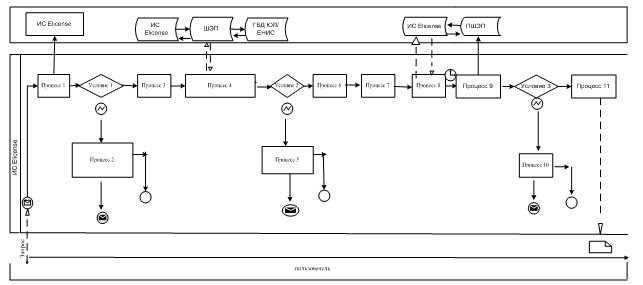 ИС Elicense
ИС
Elicense
ШЭП
ГБД ЮЛ/
ЕНИС
ИС Elicense
ПШЭП
ИС Elicense
Процесс 1
Условие 1
Процесс 3
Процесс 4
Условие 2
Процесс 6
Процесс 7
Процесс 8
Процесс 9
Условие 3
Процесс 11
Процесс 2
Процесс 5
Процесс 10
Запрос
пользователь